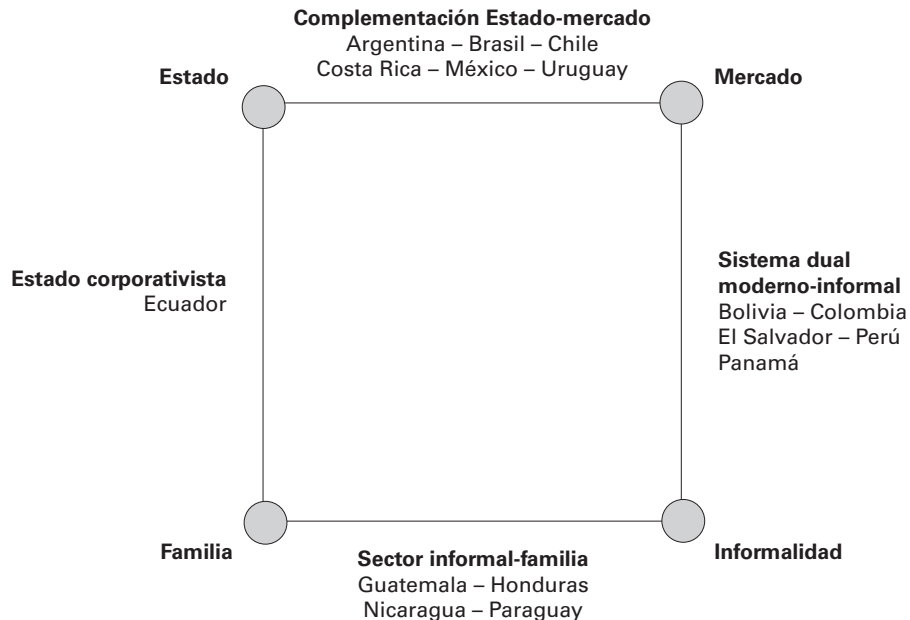 Complementación Estado-mercado
Argentina – Brasil – Chile
Costa Rica – México – Uruguay
Estado
Mercado
Estado corporativista
Ecuador
Sistema dual
moderno-informal
Bolivia – Colombia
El Salvador – Perú
Panamá
Familia
Informalidad
Sector informal-familia
Guatemala – Honduras
Nicaragua – Paraguay